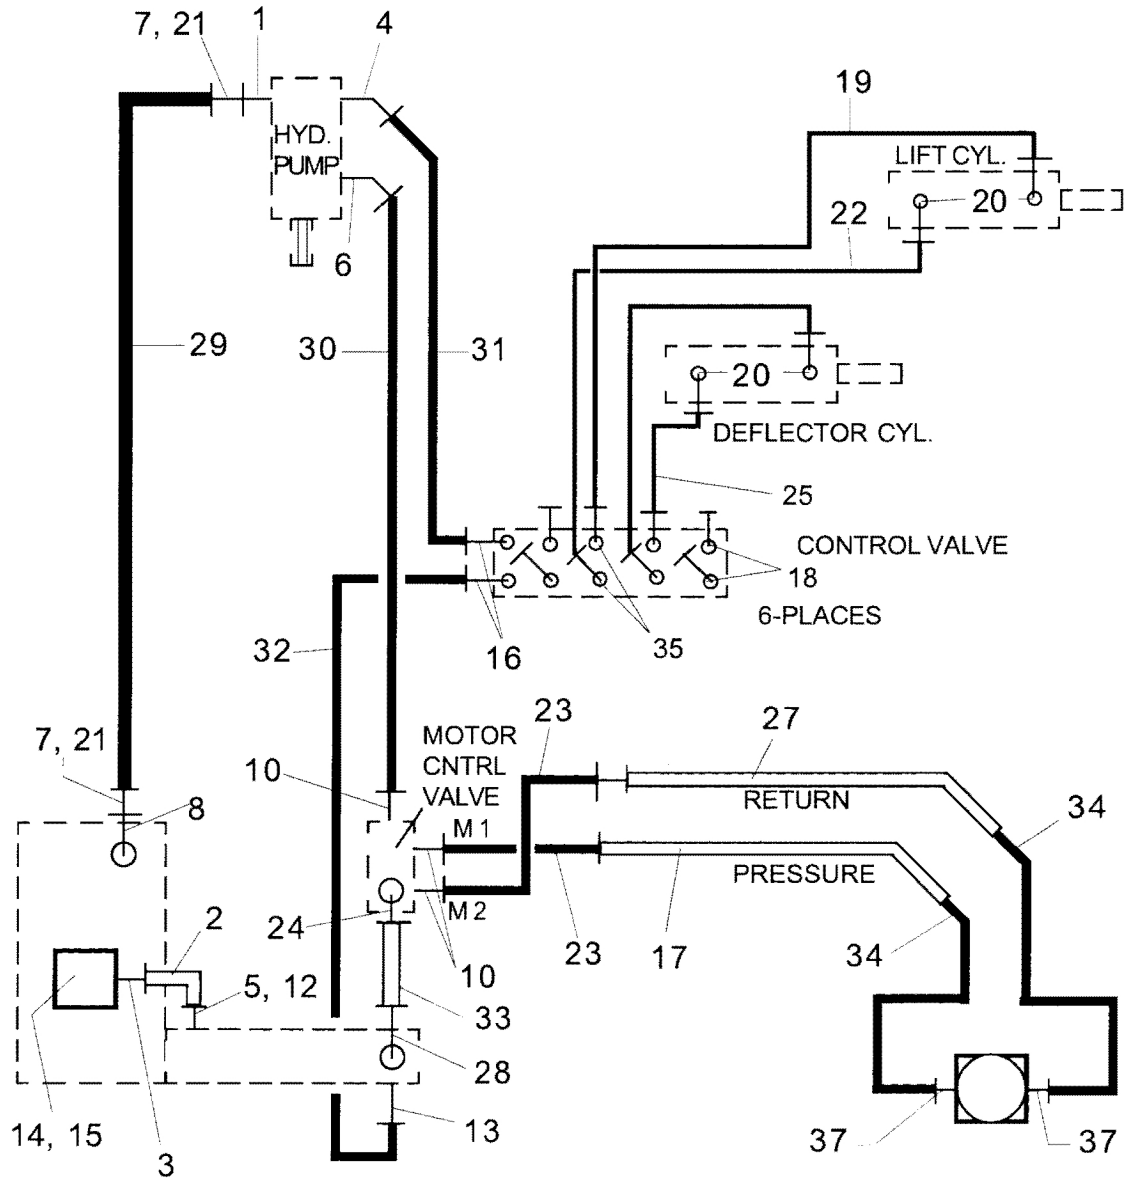 7, 21
1
4
19
HYD.
PUMP
LIFT CYL.
20
22
6
29
30
31
20
DEFLECTOR CYL.
25
CONTROL VALVE
18
6-PLACES
35
16
32
23
27
7, 21
MOTOR
CNTRL
VALVE
10
RETURN
8
34
M 1
PRESSURE
M 2
2
24
23
17
34
10
5, 12
33
28
14, 15
3
13
37
37